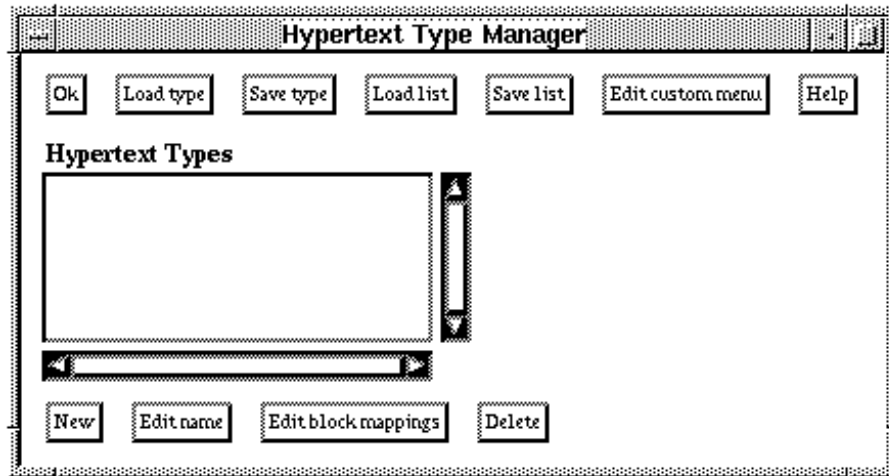 Hypertext Type Manager
Ok Load type Save type Load list Save list Edit custom menu Help
Hypertext Types
New Edit name Edit block mappings Delete